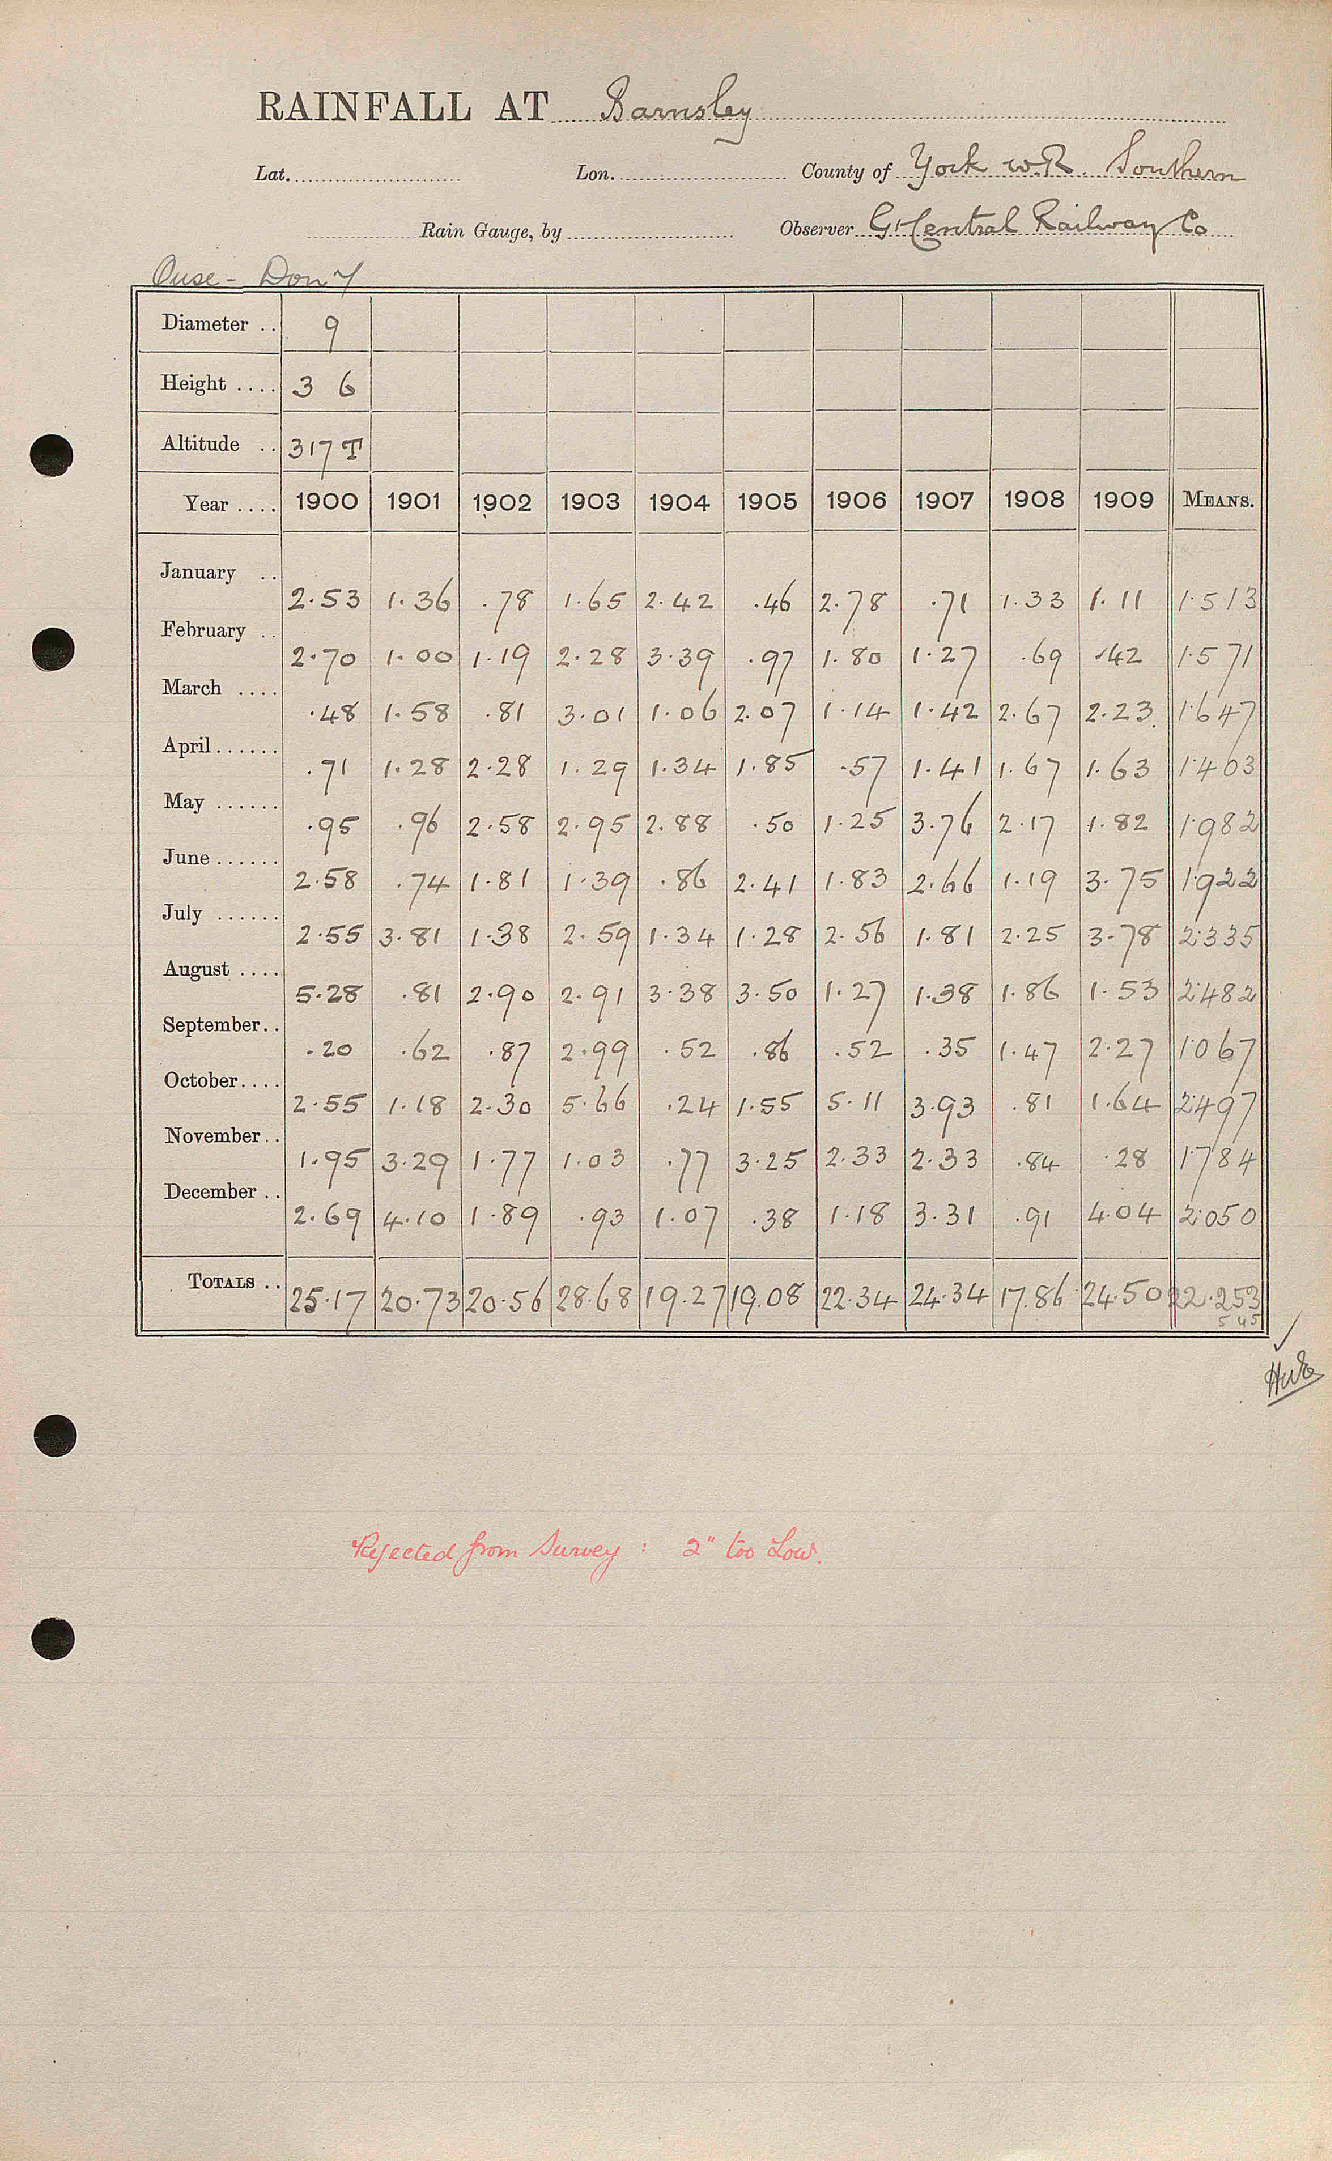 RAINFALL AT Barnsley
Lat. Lon. County of York W.R. Southern
Rain Gauge, by Observer Gt Central Railway Co
Ouse - Don
Diameter .. 9
Height .... 3 6
Altitude .. 317 T
Year .... 1900 1901 1902 1903 1904 1905 1906 1907 1908 1909 MEANS.
January .. 2.53 1.36 .78 1.65 2.42 .46 2.78 .71 1.33 1.11 1.513
February .. 2.70 1.00 1.19 2.28 3.39 .97 1.80 1.27 .69 .42 1.571
March .... .48 1.58 .81 3.01 1.06 2.07 1.14 1.42 2.67 2.23 1.647
April ...... .71 1.28 2.28 1.29 1.34 1.85 .57 1.41 1.67 1.63 1.403
May ...... .95 .96 2.58 2.95 2.88 .50 1.25 3.76 2.17 1.82 1.982
June ...... 2.58 .74 1.81 1.39 .86 2.41 1.83 2.66 1.19 3.75 1.922
July ...... 2.55 3.81 1.38 2.59 1.34 1.28 2.56 1.81 2.25 3.78 2.335
August .... 5.28 .81 2.90 2.91 3.38 3.50 1.27 1.38 1.86 1.53 2.482
September .. .20 .62 .87 2.99 .52 .86 .52 .35 1.47 2.27 1.067
October .... 2.55 1.18 2.30 5.66 .24 1.55 5.11 3.93 .81 1.64 2.497
November .. 1.95 3.29 1.77 1.03 .77 3.25 2.33 2.33 .84 .28 1.784
December .. 2.69 4.10 1.89 .93 1.07 .38 1.18 3.31 .91 4.04 2.050
TOTALS .. 25.17 20.73 20.56 28.68 19.27 19.08 22.34 24.34 17.86 24.50 22.253
5 45
Rejected from Survey : 2" too Low.